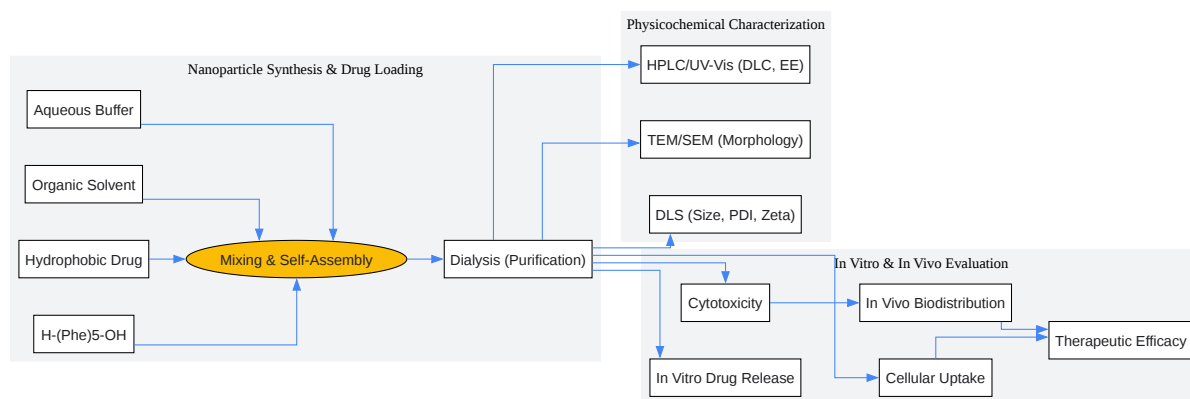 Physicochemical Characterization
HPLC/UV-Vis (DLC, EE)
TEM/SEM (Morphology)
DLS (Size, PDI, Zeta)
Nanoparticle Synthesis & Drug Loading
Aqueous Buffer
Organic Solvent
Hydrophobic Drug
H-(Phe)5-OH
Mixing & Self-Assembly
Dialysis (Purification)
In Vitro & In Vivo Evaluation
Cytotoxicity
In Vivo Biodistribution
Therapeutic Efficacy
In Vitro Drug Release
Cellular Uptake